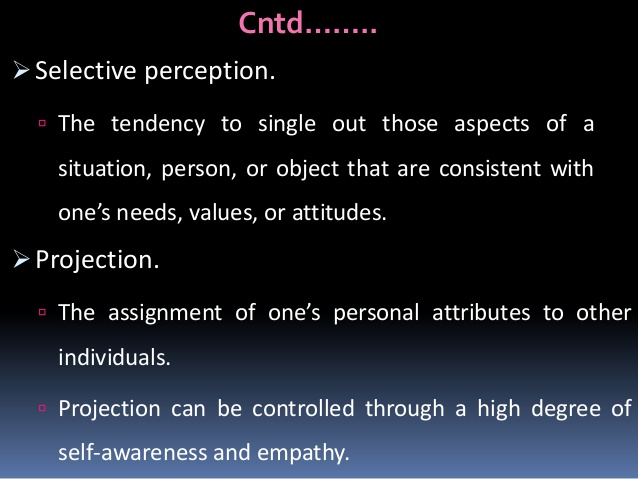 Cntd........
Selective perception.
The tendency to single out those aspects of a
situation, person, or object that are consistent with
one’s needs, values, or attitudes.
Projection.
The assignment of one’s personal attributes to other
individuals.
Projection can be controlled through a high degree of
self-awareness and empathy.